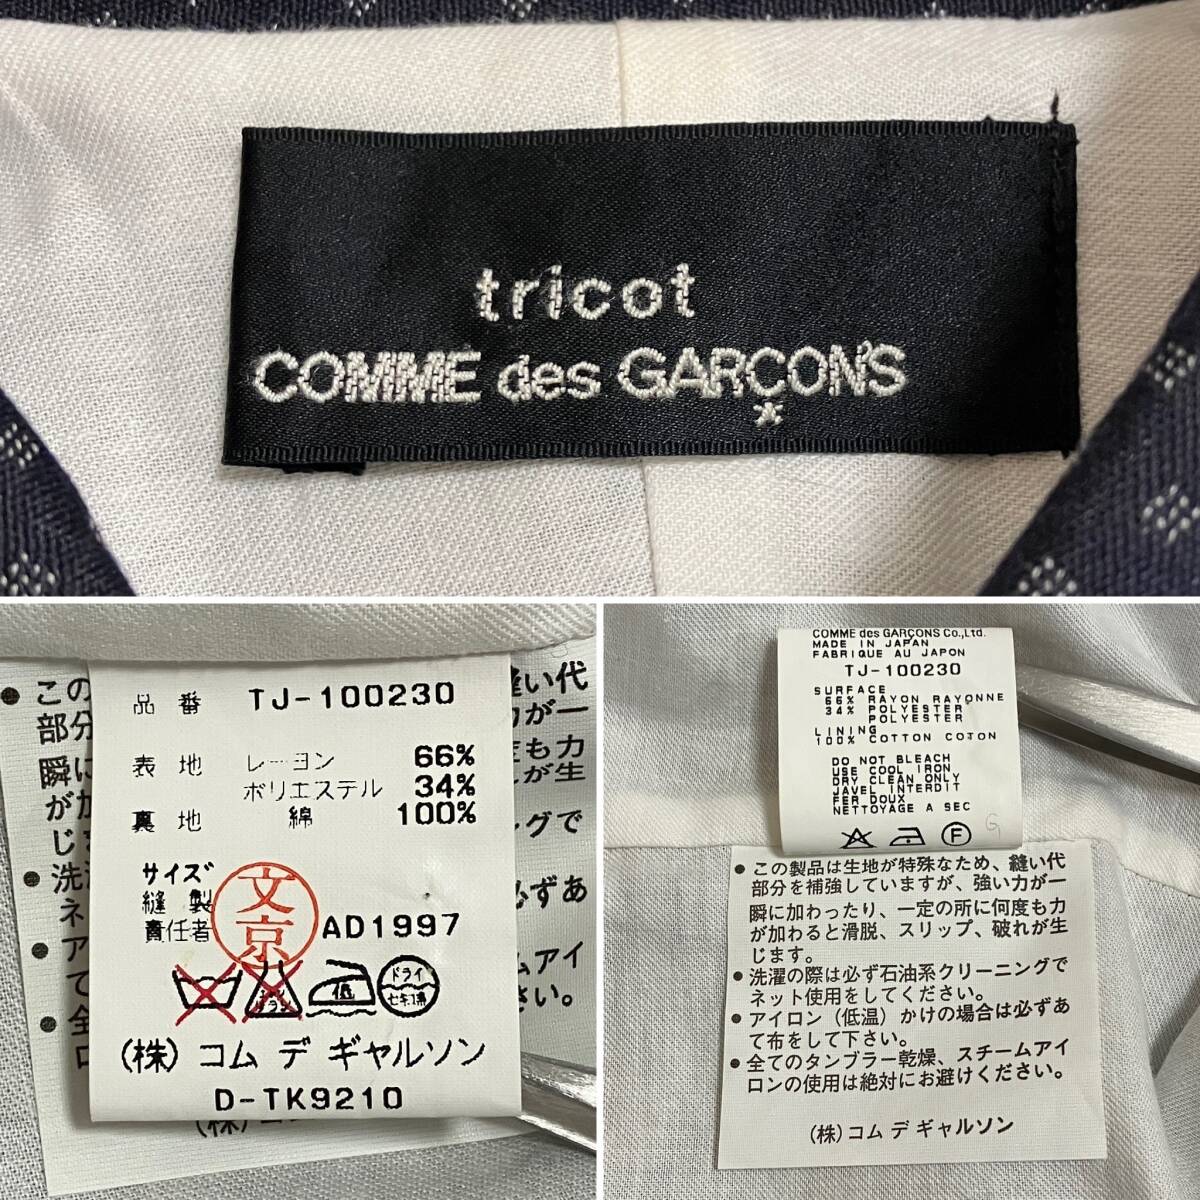 tricot
COMME des GARÇONS
*
品番 TJ-100230
表地 レーヨン 66%
ポリエステル 34%
裏地 綿 100%
サイズ
縫製
責任者
文京
AD1997
低
ドライ
セキユ系
(株) コム デ ギャルソン
D-TK9210
COMME des GARÇONS Co.,Ltd.
MADE IN JAPAN
FABRIQUE AU JAPON
TJ-100230
SURFACE
66% RAYON RAYONNE
34% POLYESTER
POLYESTER
LINING
100% COTTON COTON
DO NOT BLEACH
USE COOL IRON
DRY CLEAN ONLY
JAVEL INTERDIT
FER DOUX
NETTOYAGE A SEC
A
F
• この製品は生地が特殊なため、縫い代
部分を補強していますが、強い力が一
瞬に加わったり、一定の所に何度も力
が加わると滑脱、スリップ、破れが生
じます。
• 洗濯の際は必ず石油系クリーニングで
ネット使用をしてください。
• アイロン（低温）かけの場合は必ずあ
て布をして下さい。
• 全てのタンブラー乾燥、スチームアイ
ロンの使用は絶対にお避けください。
(株) コム デ ギャルソン